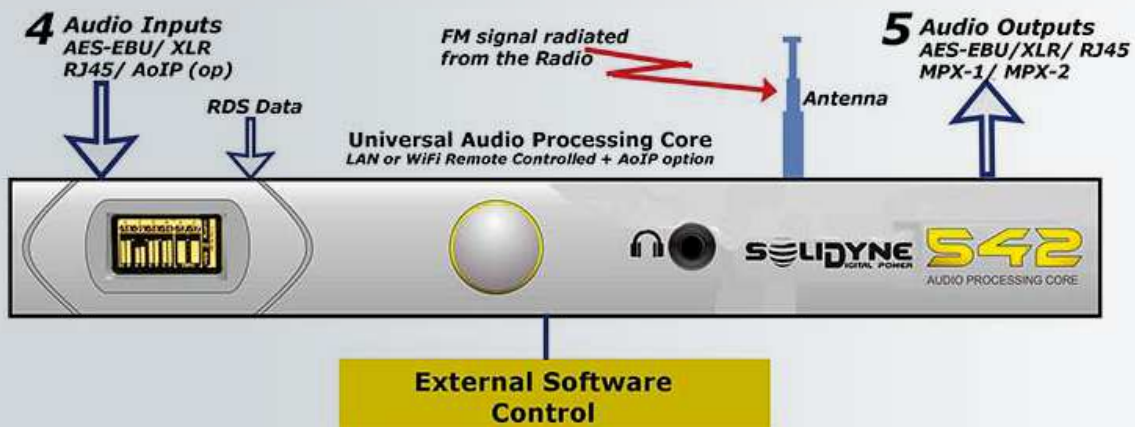 4 Audio Inputs
AES-EBU/ XLR
RJ45/ AoIP (op)
RDS Data
FM signal radiated
from the Radio
Antenna
5 Audio Outputs
AES-EBU/XLR/ RJ45
MPX-1/ MPX-2
Universal Audio Processing Core
LAN or WiFi Remote Controlled + AoIP option
SOLIDYNE
DIGITAL POWER
542
AUDIO PROCESSING CORE
External Software
Control